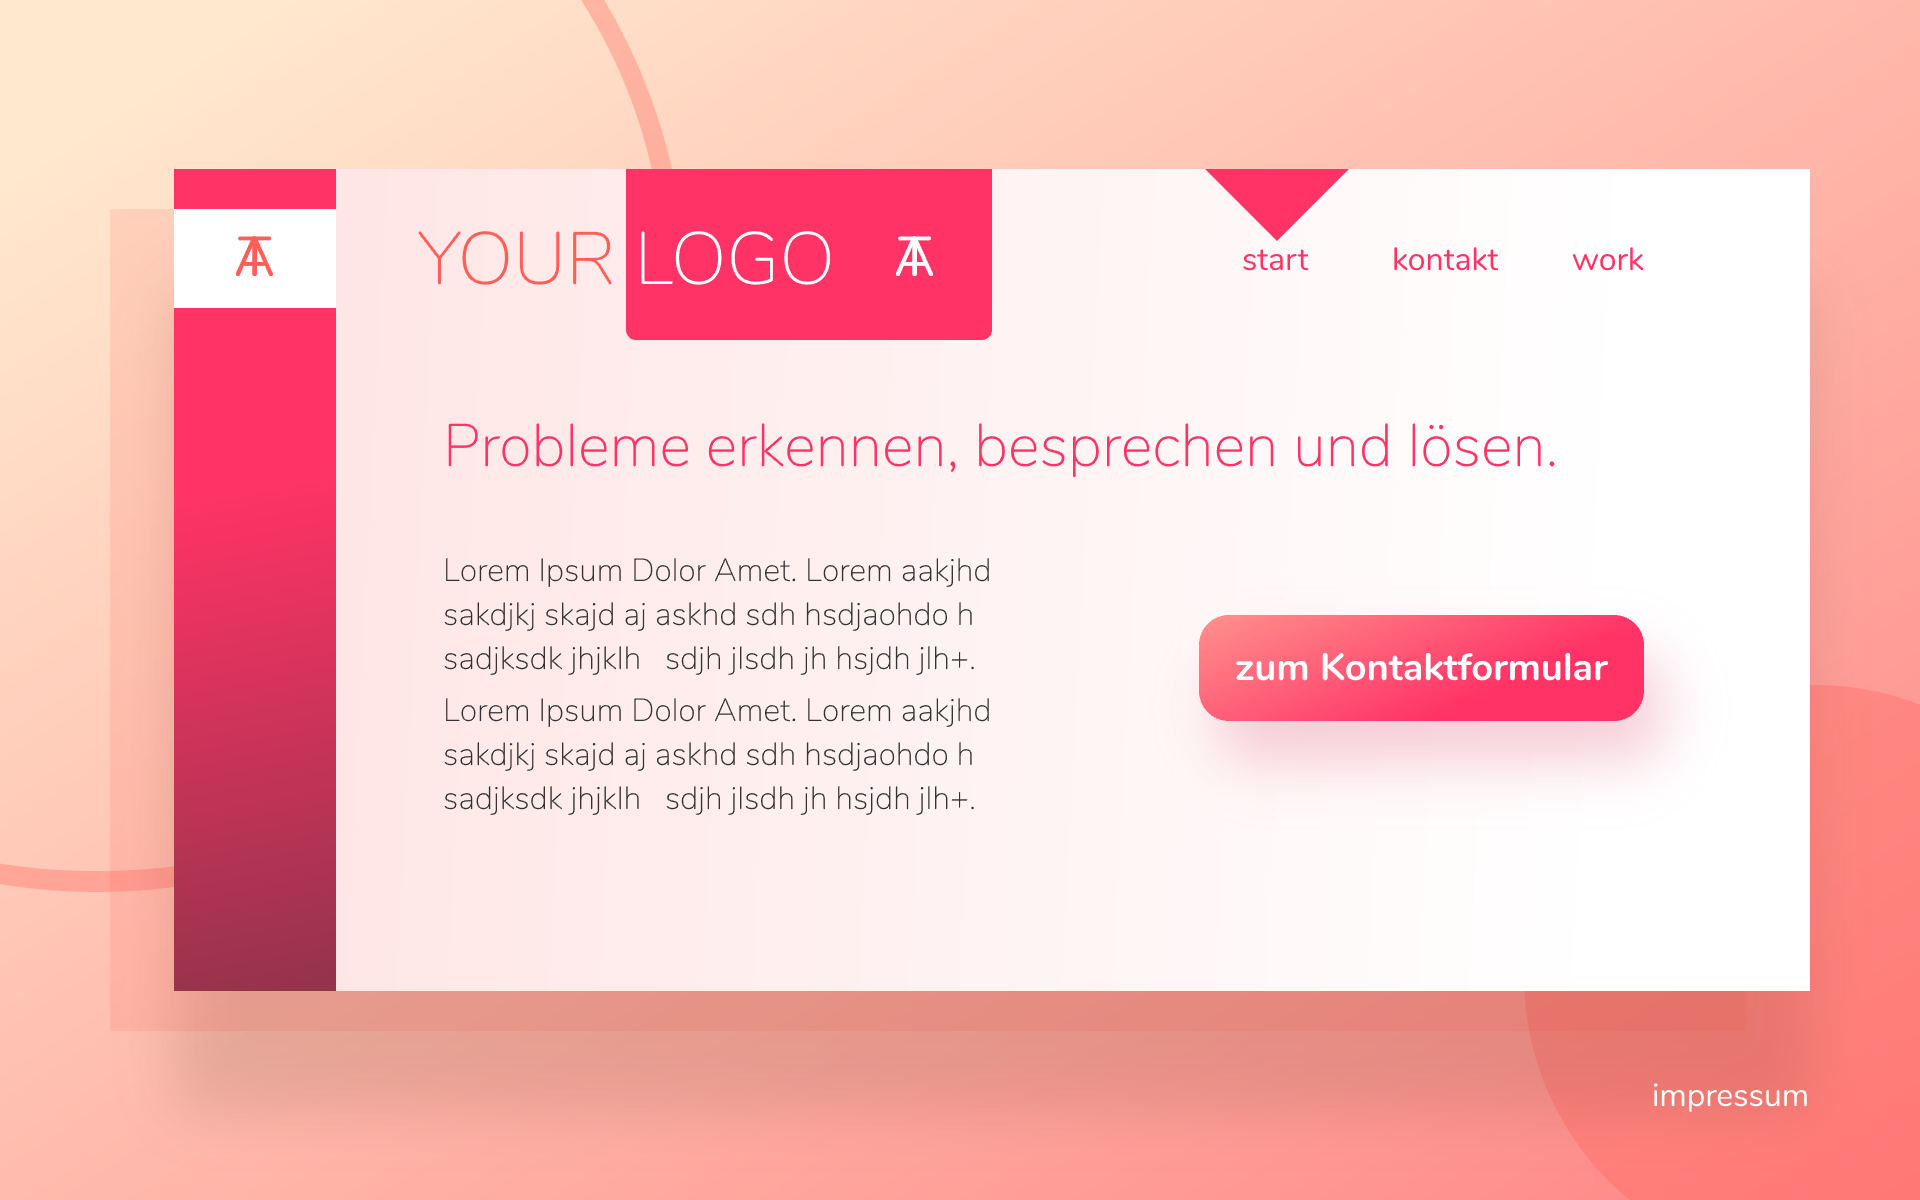 YOUR LOGO
start kontakt work
Probleme erkennen, besprechen und lösen.
Lorem Ipsum Dolor Amet. Lorem aakjhd
sakdjkj skajd aj askhd sdh hsdjaohdo h
sadjksdk jhjklh sdjh jlsdh jh hsjdh jlh+.
Lorem Ipsum Dolor Amet. Lorem aakjhd
sakdjkj skajd aj askhd sdh hsdjaohdo h
sadjksdk jhjklh sdjh jlsdh jh hsjdh jlh+.
zum Kontaktformular
impressum